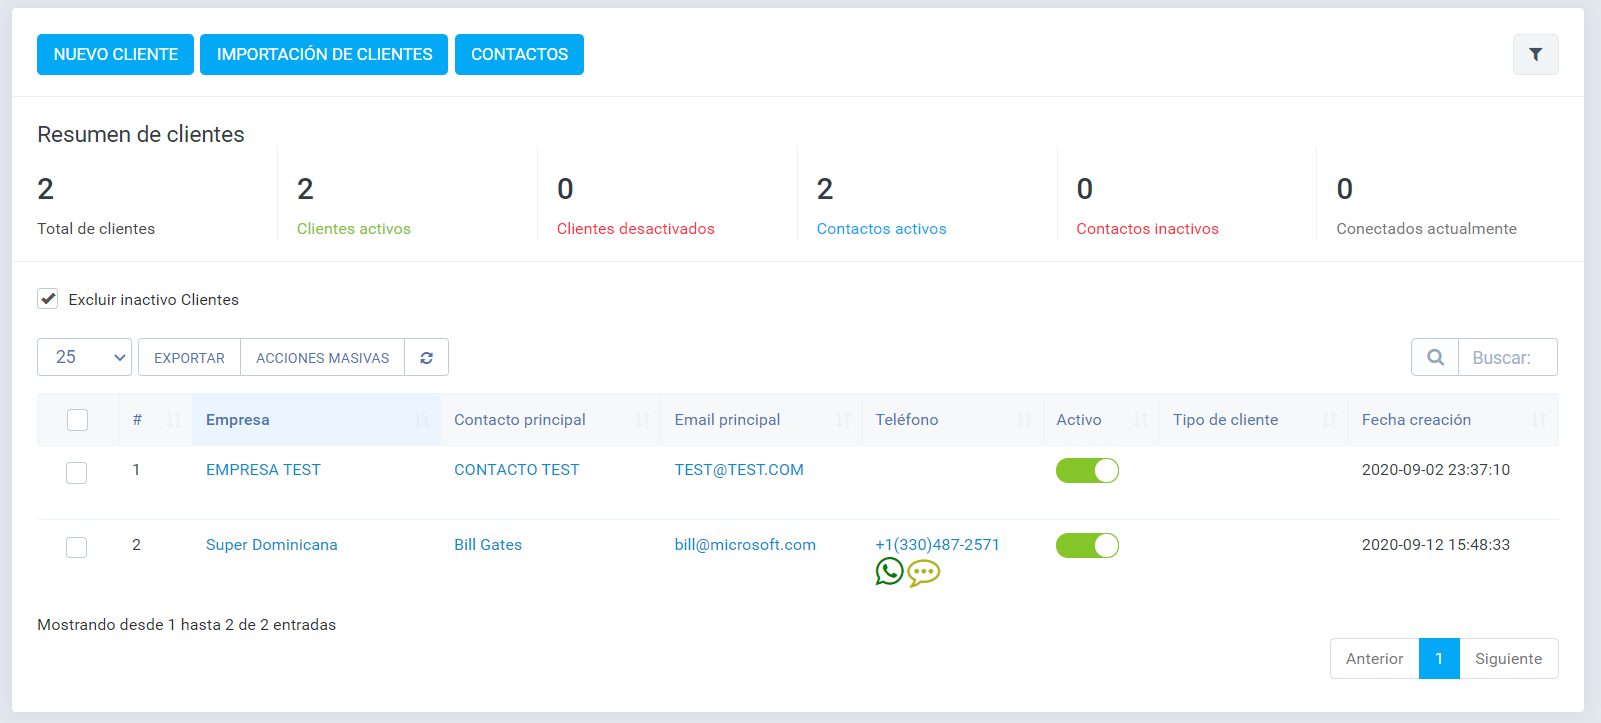 NUEVO CLIENTE IMPORTACIÓN DE CLIENTES CONTACTOS
Resumen de clientes
2 2 0 2 0 0
Total de clientes Clientes activos Clientes desactivados Contactos activos Contactos inactivos Conectados actualmente
Excluir inactivo Clientes
25 EXPORTAR ACCIONES MASIVAS Buscar:
# Empresa Contacto principal Email principal Teléfono Activo Tipo de cliente Fecha creación
1 EMPRESA TEST CONTACTO TEST TEST@TEST.COM 2020-09-02 23:37:10
2 Super Dominicana Bill Gates bill@microsoft.com +1(330)487-2571 2020-09-12 15:48:33
Mostrando desde 1 hasta 2 de 2 entradas
Anterior 1 Siguiente